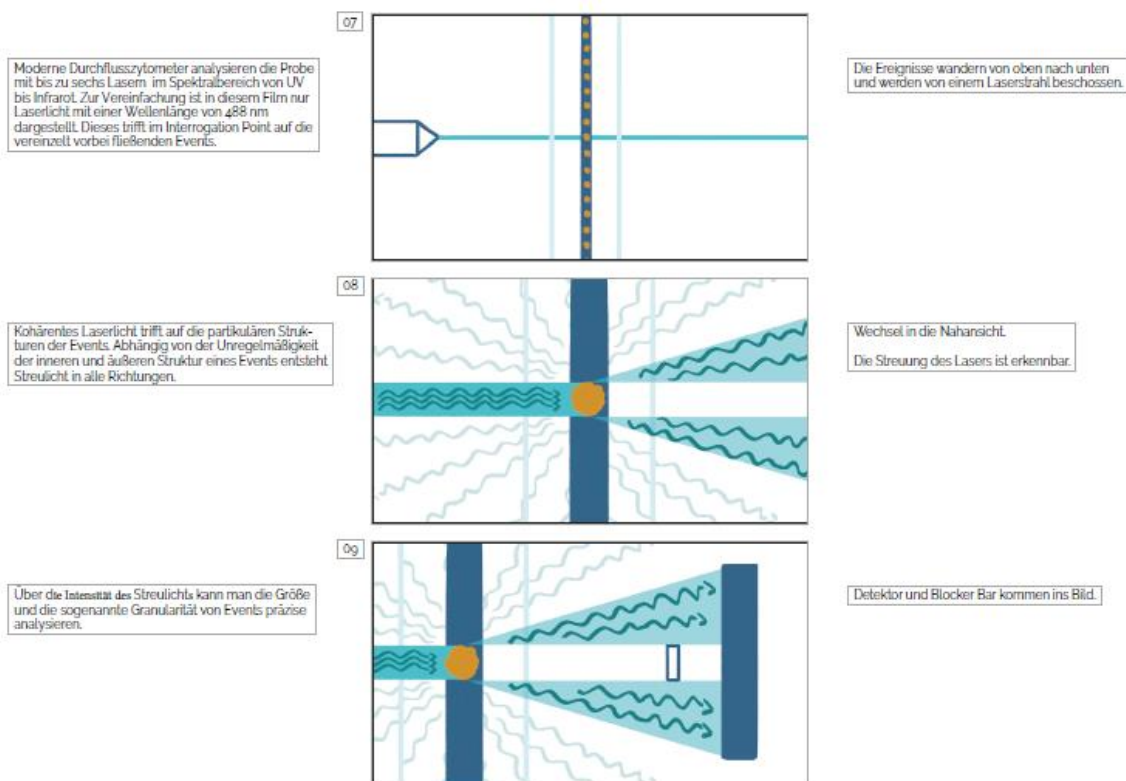 07
Moderne Durchflusszytometer analysieren die Probe
mit bis zu sechs Lasern im Spektralbereich von UV
bis Infrarot. Zur Vereinfachung ist in diesem Film nur
Laserlicht mit einer Wellenlänge von 488 nm
dargestellt. Dieses trifft im Interrogation Point auf die
vereinzelt vorbei fließenden Events.
Die Ereignisse wandern von oben nach unten
und werden von einem Laserstrahl beschossen.
08
Kohärentes Laserlicht trifft auf die partikulären Struk-
turen der Events. Abhängig von der Unregelmäßigkeit
der inneren und äußeren Struktur eines Events entsteht
Streulicht in alle Richtungen.
Wechsel in die Nahansicht.
Die Streuung des Lasers ist erkennbar.
09
Über die Intensität des Streulichts kann man die Größe
und die sogenannte Granularität von Events präzise
analysieren.
Detektor und Blocker Bar kommen ins Bild.